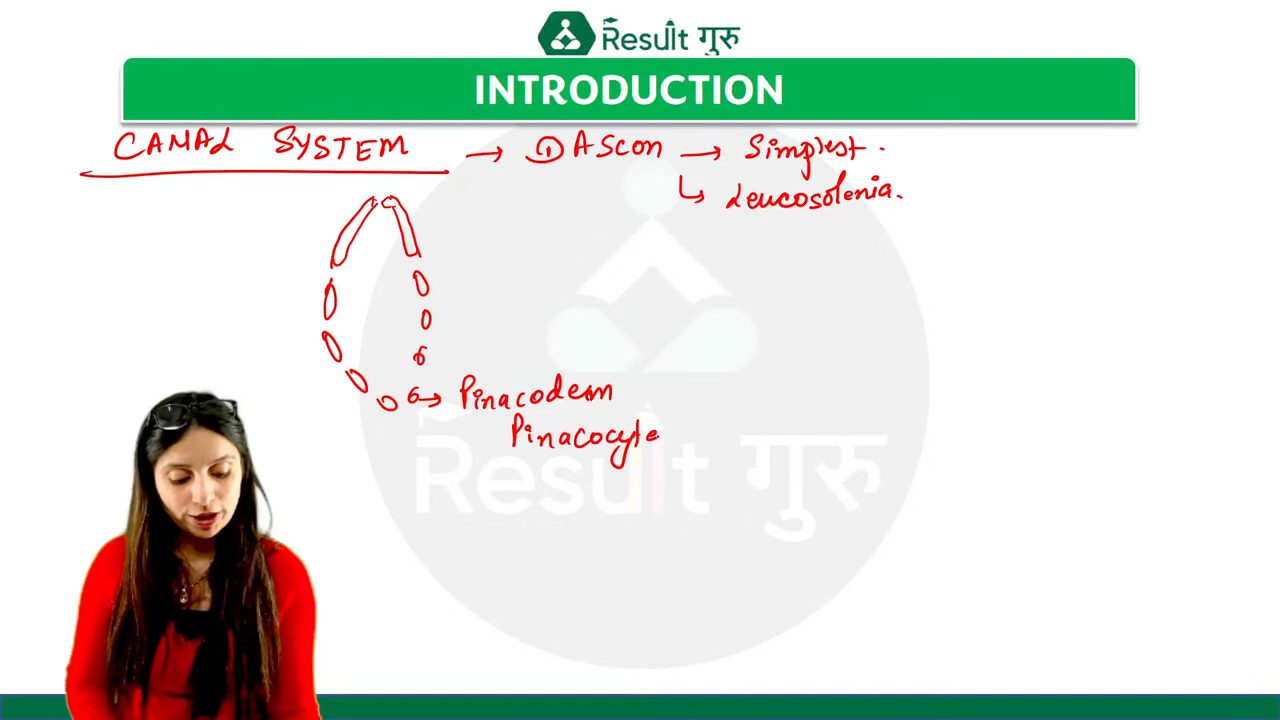 Result गुरु
INTRODUCTION
CANAL SYSTEM → ① Ascon → Simplest.
↳ Leucosolenia.
→ Pinacoderm
Pinacocyte
Result गुरु